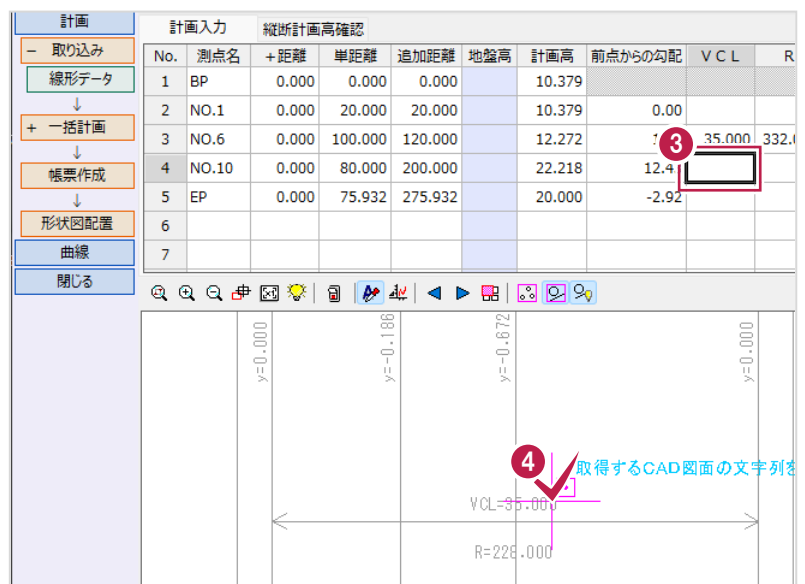 計画
計画入力 縦断計画高確認
− 取り込み
線形データ
↓
+ 一括計画
↓
帳票作成
↓
形状図配置
曲線
閉じる
No. 測点名 +距離 単距離 追加距離 地盤高 計画高 前点からの勾配 VCL R
1 BP 0.000 0.000 0.000 10.379
2 NO.1 0.000 20.000 20.000 10.379 0.00
3 NO.6 0.000 100.000 120.000 12.272 35.000 332.
4 NO.10 0.000 80.000 200.000 22.218 12.4
5 EP 0.000 75.932 275.932 20.000 -2.92
6
7
3
y=0.000
y=-0.186
y=-0.672
y=0.000
4
取得するCAD図面の文字列を
VCL=35.000
R=228.000